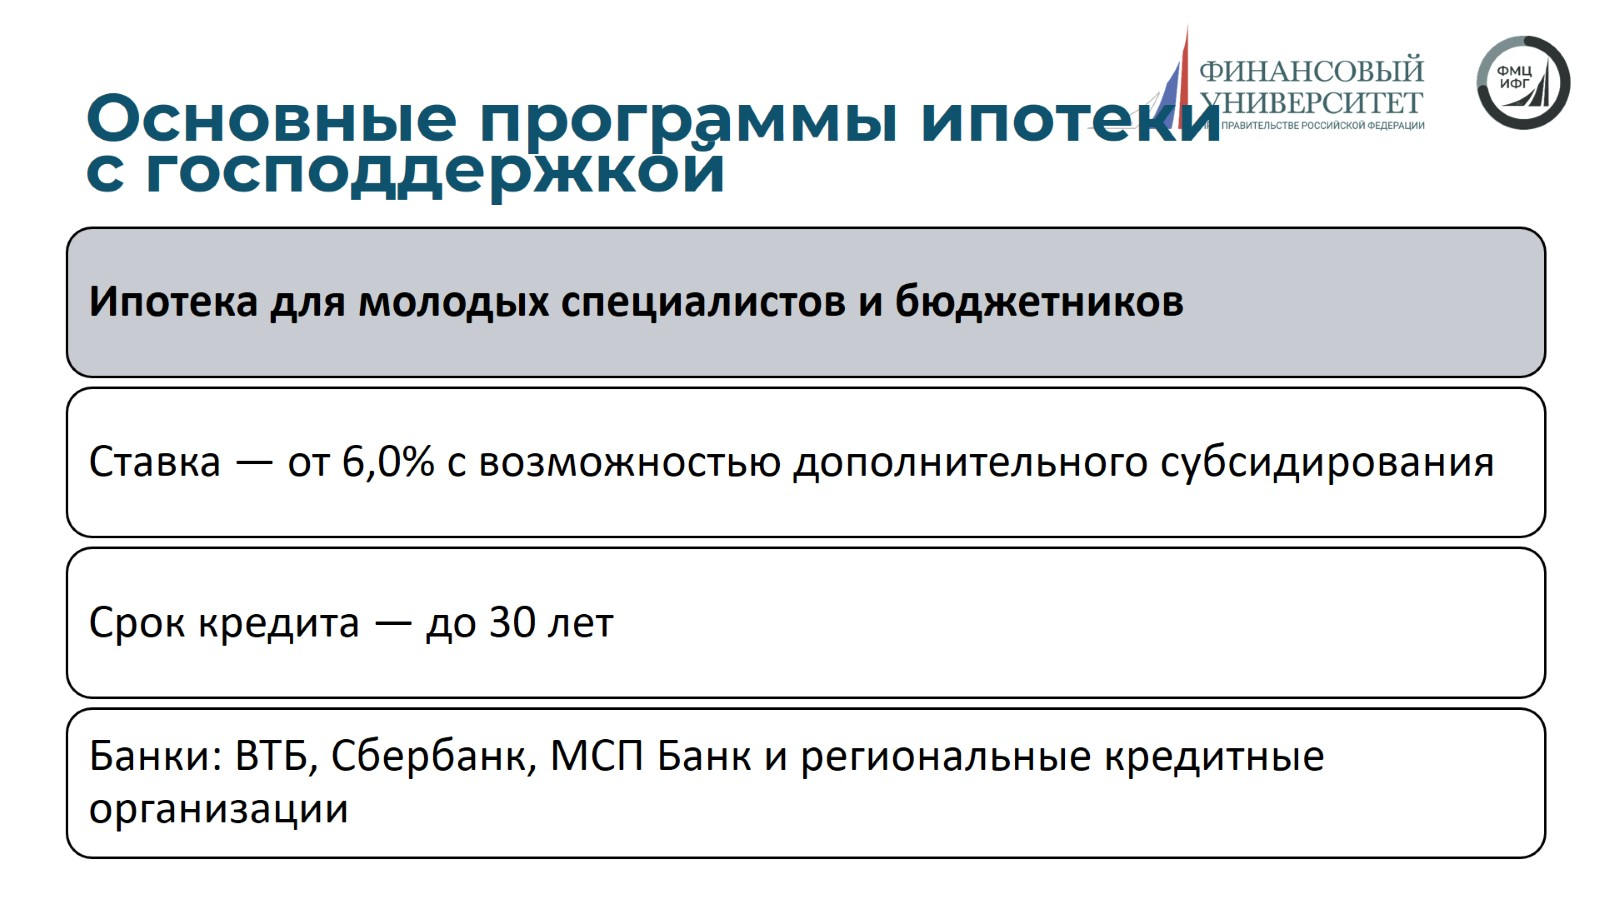 ФИНАНСОВЫЙ
УНИВЕРСИТЕТ
ПРАВИТЕЛЬСТВЕ РОССИЙСКОЙ ФЕДЕРАЦИИ
ФМЦ
ИФГ
Основные программы ипотеки
с господдержкой
Ипотека для молодых специалистов и бюджетников
Ставка — от 6,0% с возможностью дополнительного субсидирования
Срок кредита — до 30 лет
Банки: ВТБ, Сбербанк, МСП Банк и региональные кредитные
организации